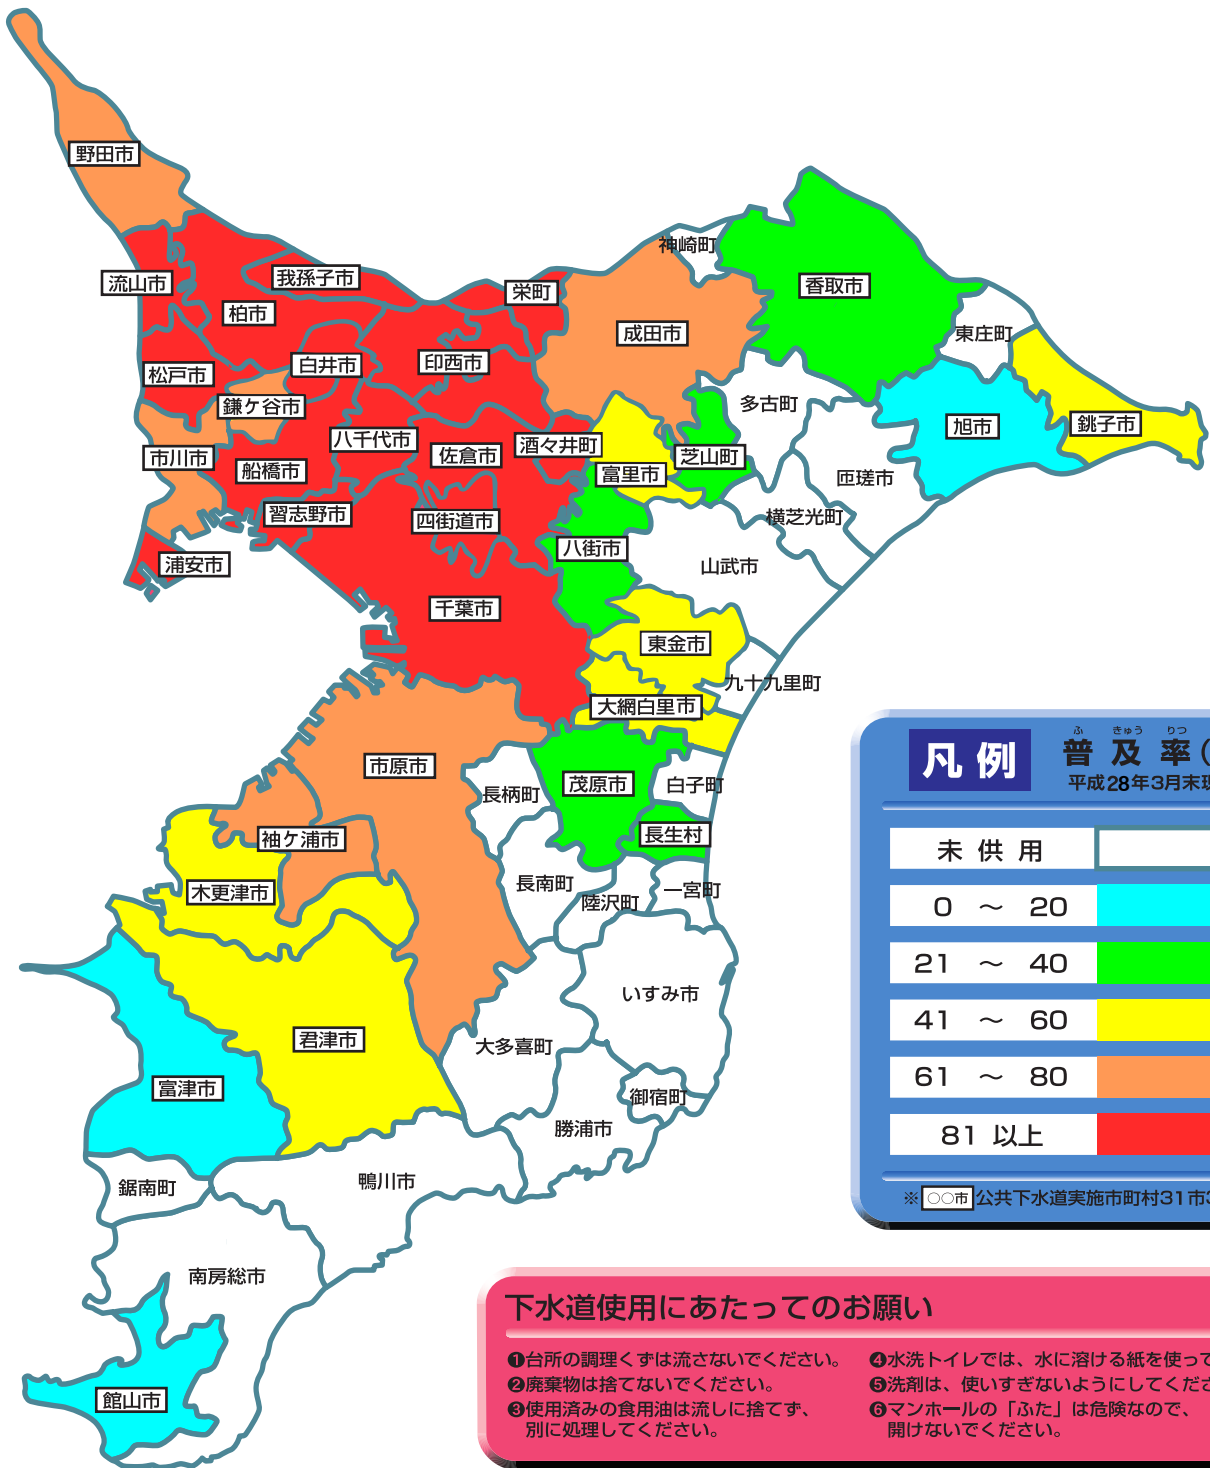 野田市
流山市
我孫子市
柏市
栄町
神崎町
香取市
成田市
東庄町
松戸市
白井市
印西市
鎌ケ谷市
多古町
銚子市
旭市
市川市
船橋市
八千代市
佐倉市
酒々井町
芝山町
富里市
匝瑳市
習志野市
四街道市
横芝光町
浦安市
八街市
山武市
千葉市
東金市
九十九里町
大網白里市
市原市
長柄町
茂原市
白子町
袖ケ浦市
長生村
木更津市
長南町
陸沢町
一宮町
いすみ市
君津市
大多喜町
富津市
御宿町
勝浦市
鋸南町
鴨川市
南房総市
館山市
凡例
ふ きゅう りつ
普及率(
平成28年3月末現
未供用
0 ～ 20
21 ～ 40
41 ～ 60
61 ～ 80
81 以上
※○○市 公共下水道実施市町村31市
下水道使用にあたってのお願い
❶台所の調理くずは流さないでください。
❷廃棄物は捨てないでください。
❸使用済みの食用油は流しに捨てず、
別に処理してください。
❹水洗トイレでは、水に溶ける紙を使って
❺洗剤は、使いすぎないようにしてくださ
❻マンホールの「ふた」は危険なので、
開けないでください。